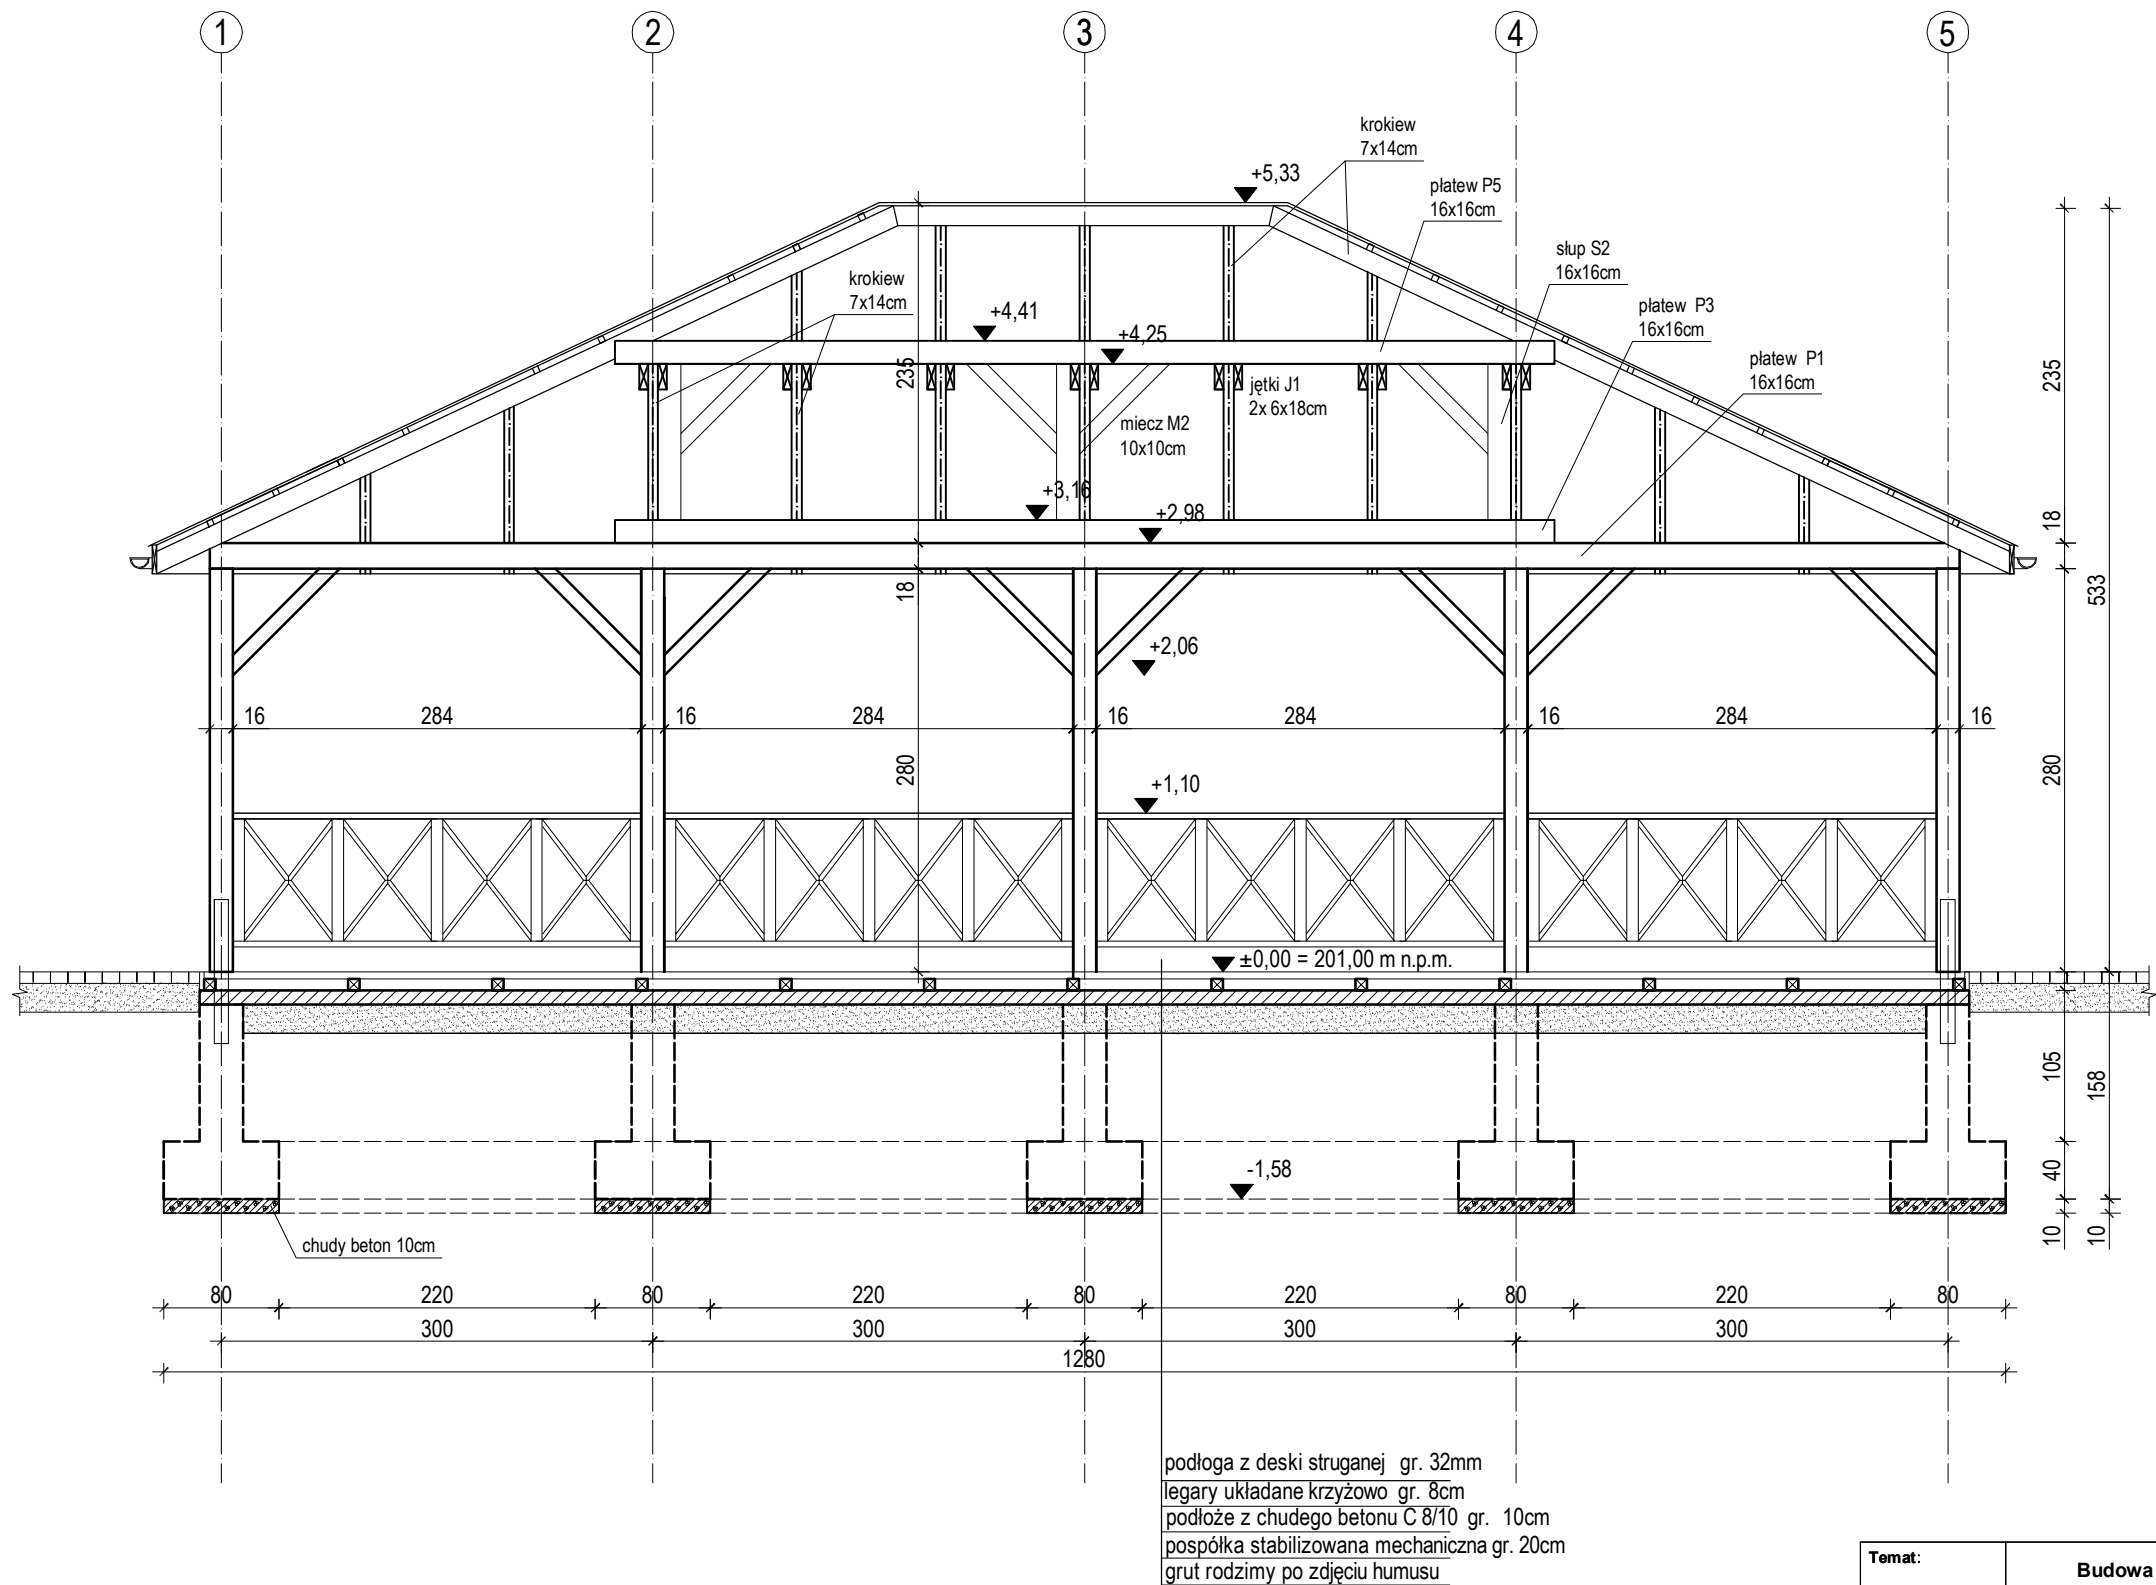 1 2 3 4 5
krokiew
7x14cm
+5,33
płatew P5
16x16cm
słup S2
16x16cm
krokiew
7x14cm
płatew P3
16x16cm
+4,41
+4,25
płatew P1
16x16cm
235
235
jętki J1
2x 6x18cm
miecz M2
10x10cm
+3,16
+2,98
18
18
533
+2,06
16 284 16 284 16 284 16 284 16
280
280
+1,10
±0,00 = 201,00 m n.p.m.
105
158
-1,58
40
10
10
chudy beton 10cm
80 220 80 220 80 220 80 220 80
300 300 300 300
1280
podłoga z deski struganej gr. 32mm
legary układane krzyżowo gr. 8cm
podłoże z chudego betonu C 8/10 gr. 10cm
pospółka stabilizowana mechaniczna gr. 20cm
grut rodzimy po zdjęciu humusu
Temat:
Budowa